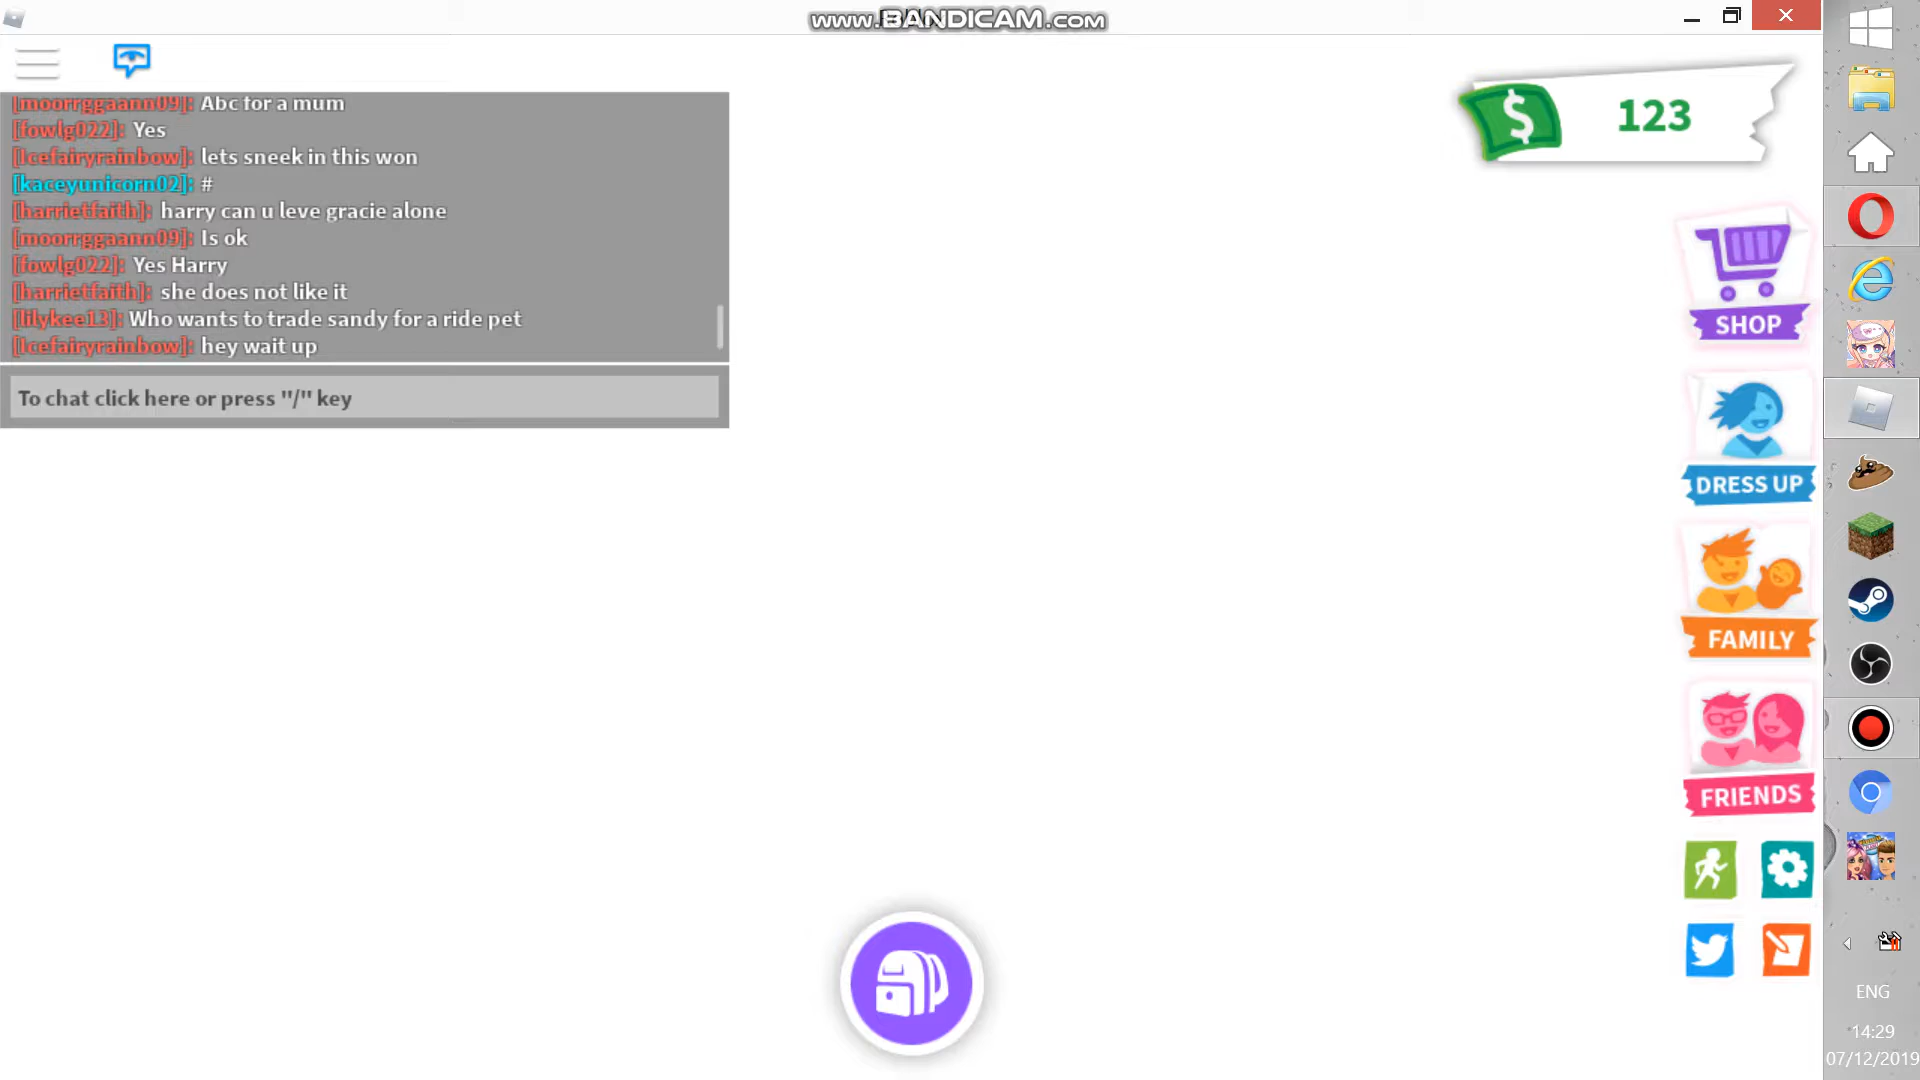 www.BANDICAM.com
[moorrggaann09]: Abc for a mum
[fowlg022]: Yes
[Icefairyrainbow]: lets sneek in this won
[kaceyunicorn02]: #
[harrietfaith]: harry can u leve gracie alone
[moorrggaann09]: Is ok
[fowlg022]: Yes Harry
[harrietfaith]: she does not like it
[lilykee13]: Who wants to trade sandy for a ride pet
[Icefairyrainbow]: hey wait up
To chat click here or press "/" key
$ 123
SHOP
DRESS UP
FAMILY
FRIENDS
ENG
14:29
07/12/2019